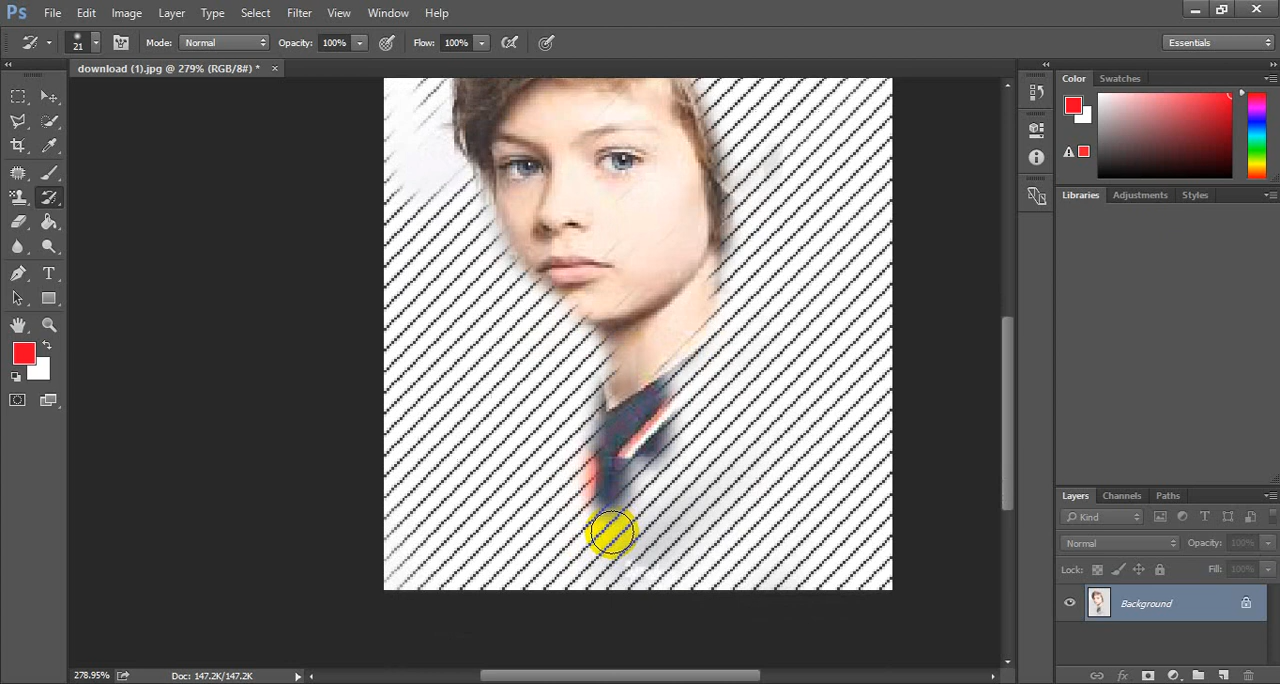 Ps File Edit Image Layer Type Select Filter View Window Help
21 Mode: Normal Opacity: 100% Flow: 100% Essentials
download (1).jpg @ 279% (RGB/8#) * ×
Color Swatches
Libraries Adjustments Styles
Layers Channels Paths
Kind
Normal Opacity: 100%
Lock: Fill: 100%
Background
278.95% Doc: 147.2K/147.2K